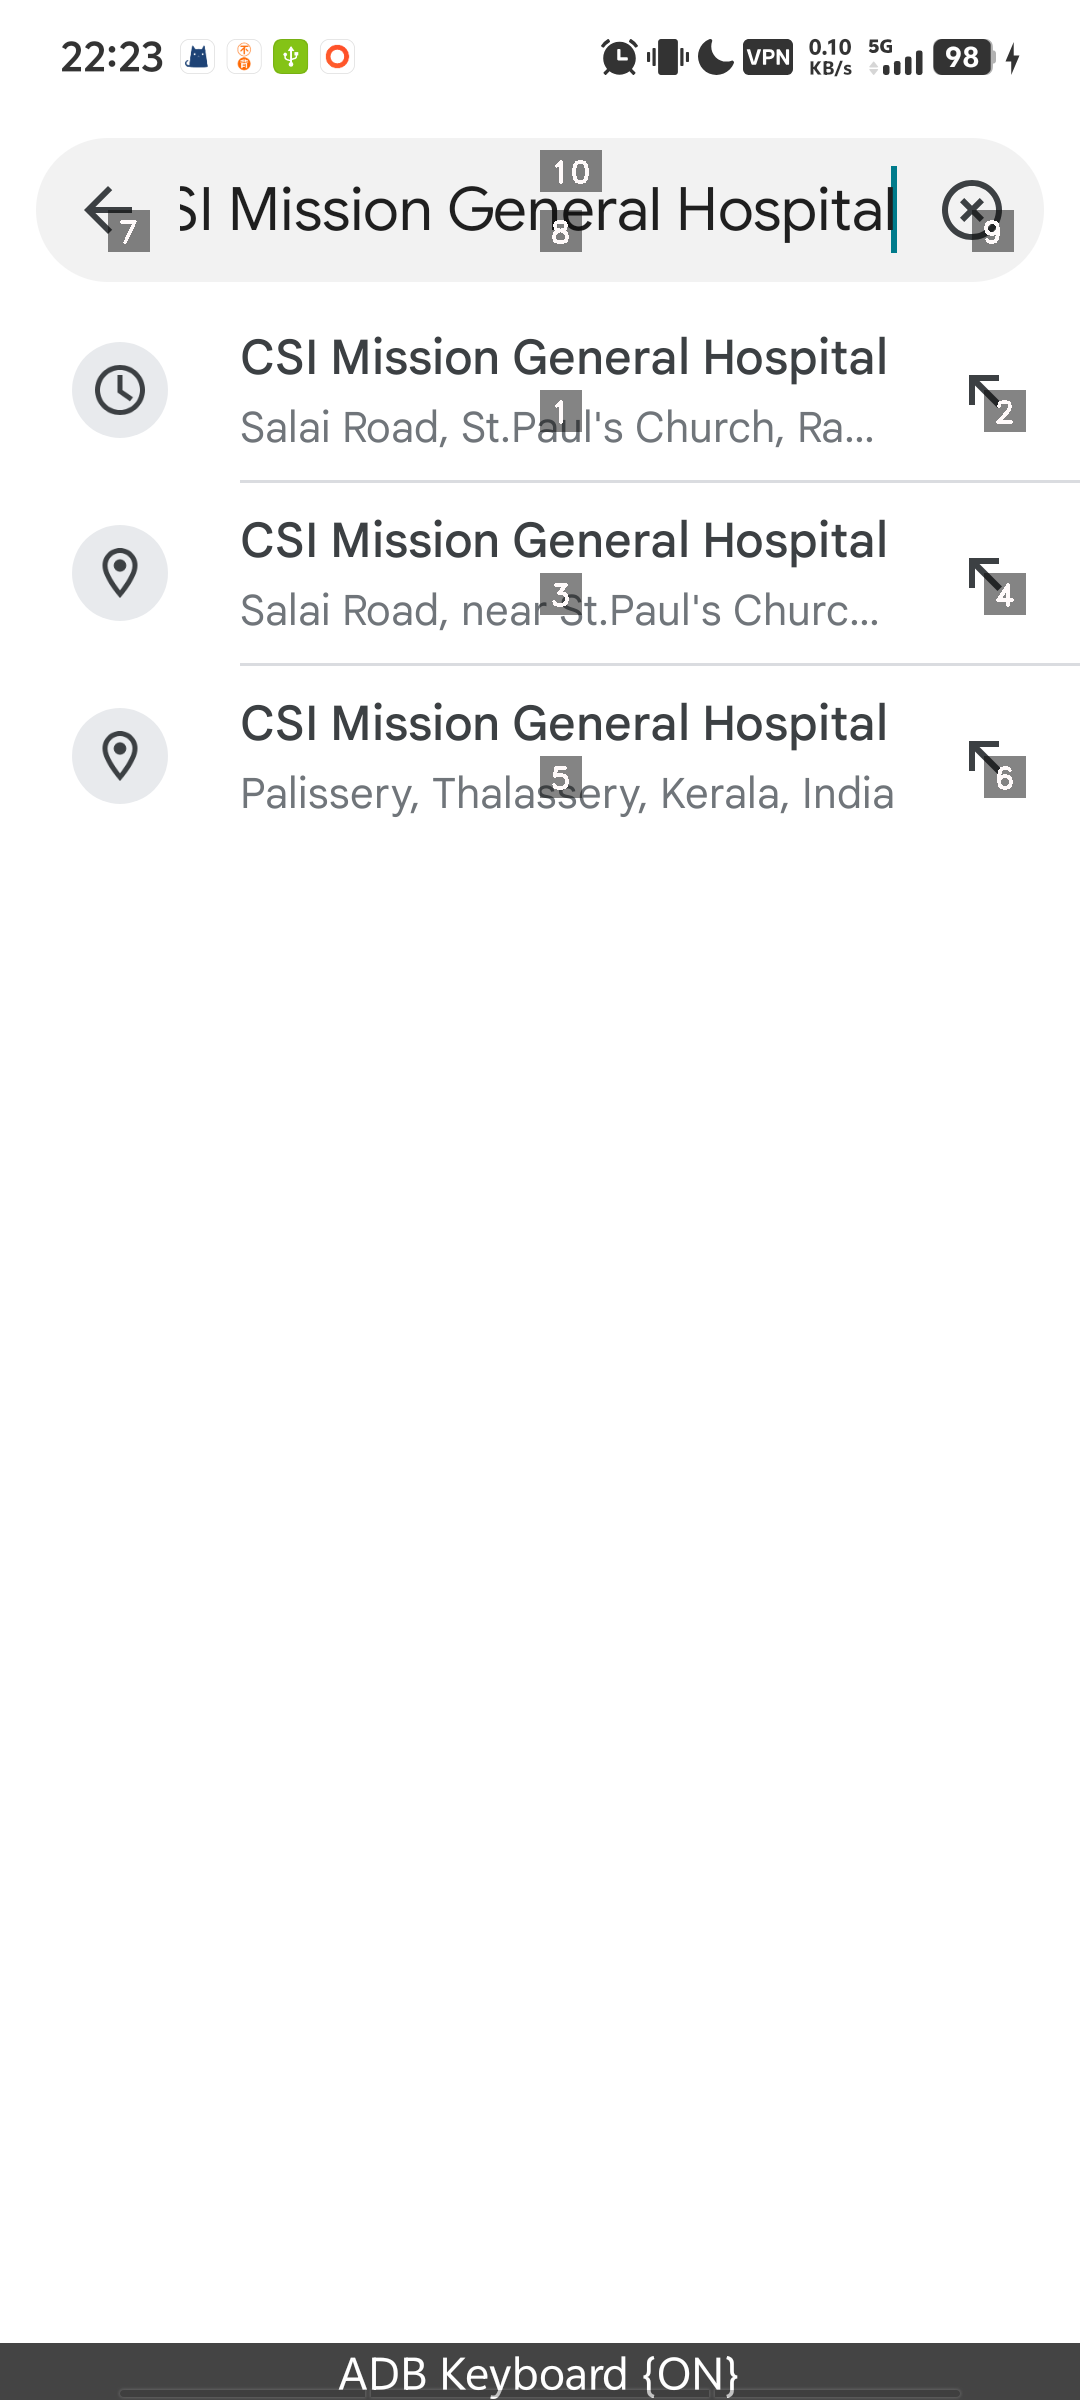 22:23
VPN
0.10
KB/s
5G
98
SI Mission General Hospital
10
7
8
9
CSI Mission General Hospital
Salai Road, St.Paul's Church, Ra...
1
2
CSI Mission General Hospital
Salai Road, near St.Paul's Churc...
3
4
CSI Mission General Hospital
Palissery, Thalassery, Kerala, India
5
6
ADB Keyboard {ON}